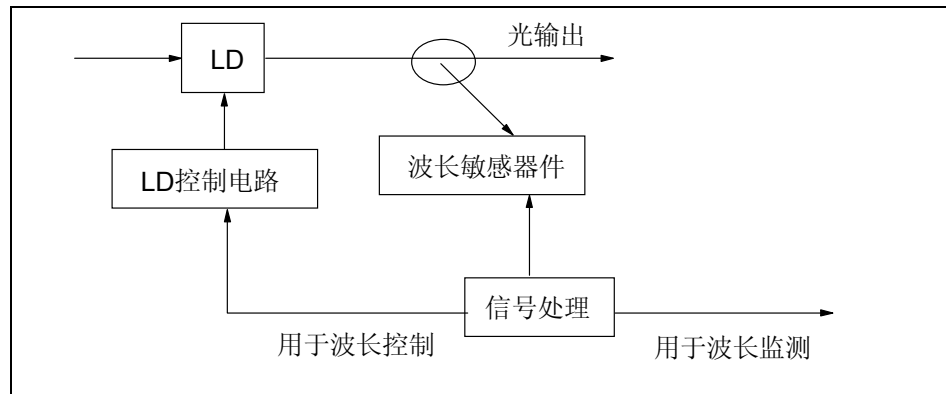 光输出
LD
波长敏感器件
LD控制电路
信号处理
用于波长控制
用于波长监测